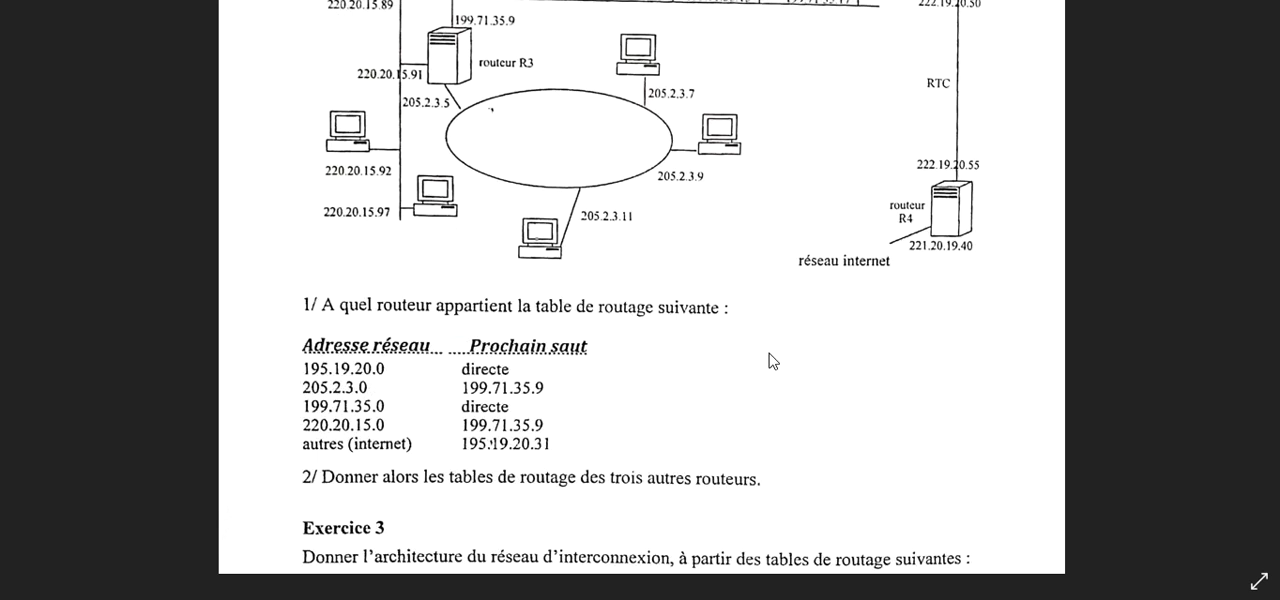 220.20.15.89
222.19.20.50
199.71.35.9
routeur R3
220.20.15.91
205.2.3.5
205.2.3.7
RTC
220.20.15.92
205.2.3.9
222.19.20.55
220.20.15.97
205.2.3.11
routeur
R4
221.20.19.40
réseau internet
1/ A quel routeur appartient la table de routage suivante :
Adresse réseau Prochain saut
195.19.20.0 directe
205.2.3.0 199.71.35.9
199.71.35.0 directe
220.20.15.0 199.71.35.9
autres (internet) 195.19.20.31
2/ Donner alors les tables de routage des trois autres routeurs.
Exercice 3
Donner l'architecture du réseau d'interconnexion, à partir des tables de routage suivantes :